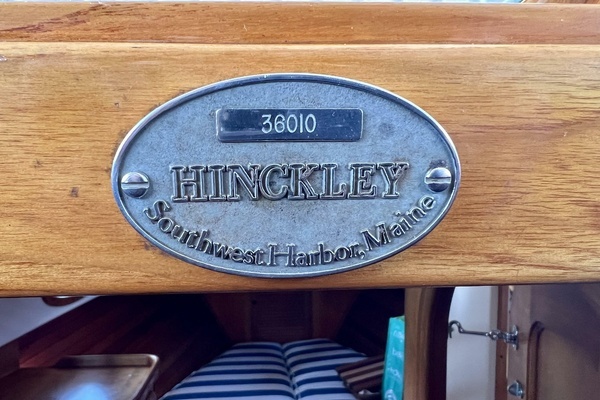 36010
HINCKLEY
Southwest Harbor, Maine